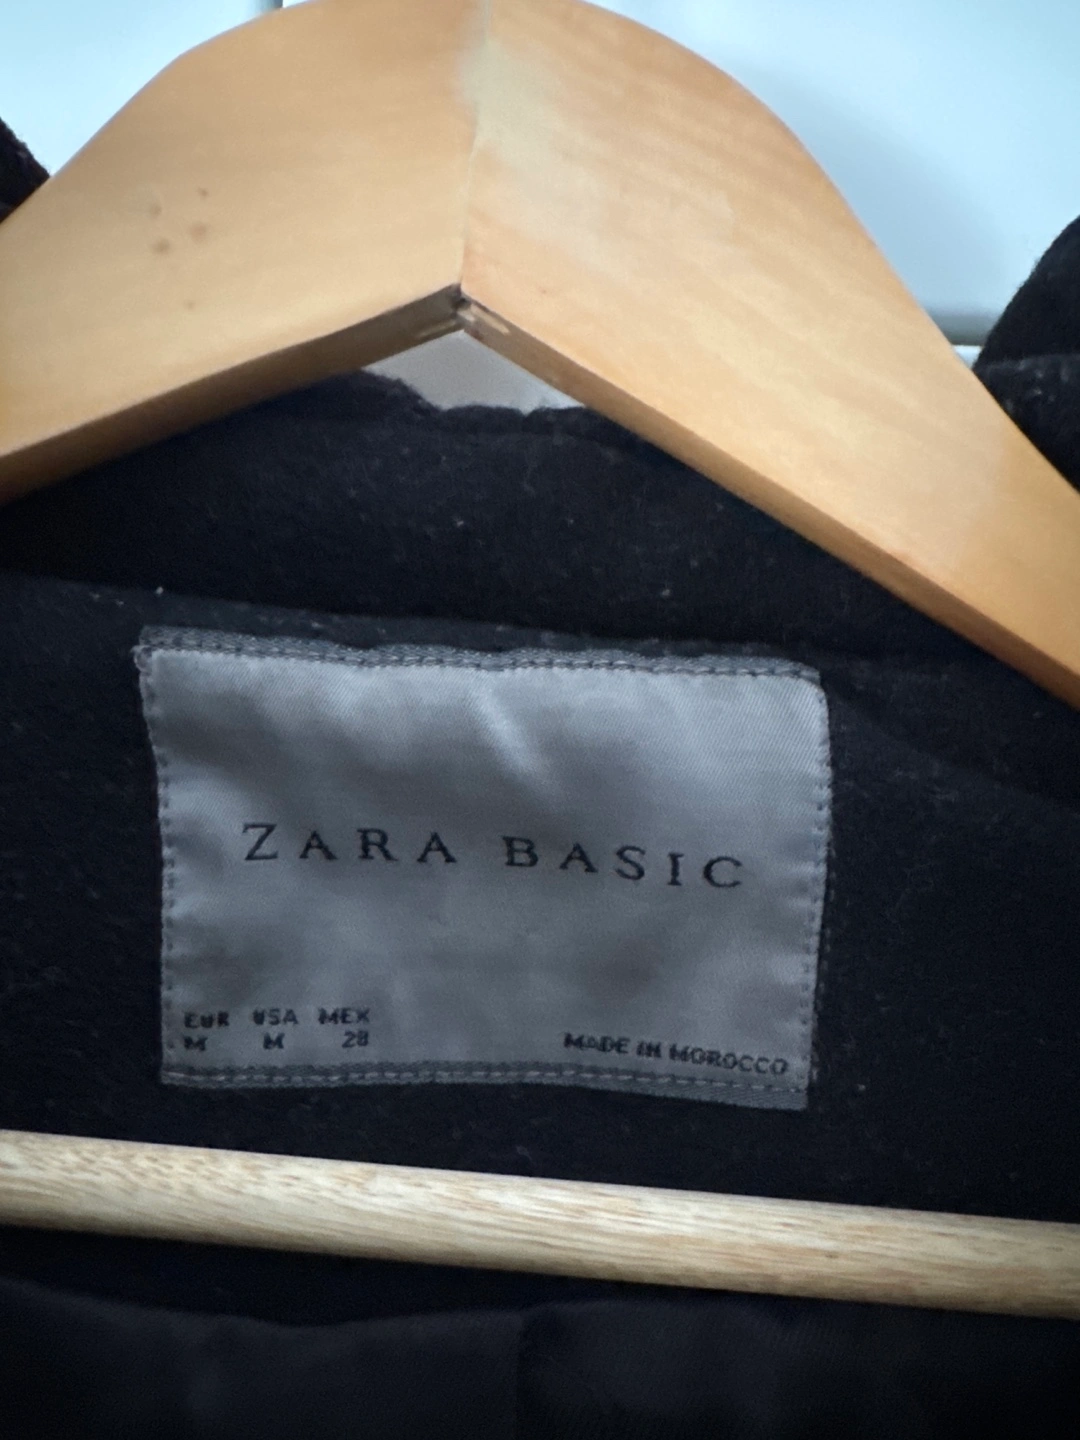 ZARA BASIC
EUR USA MEX
M M 28
MADE IN MOROCCO